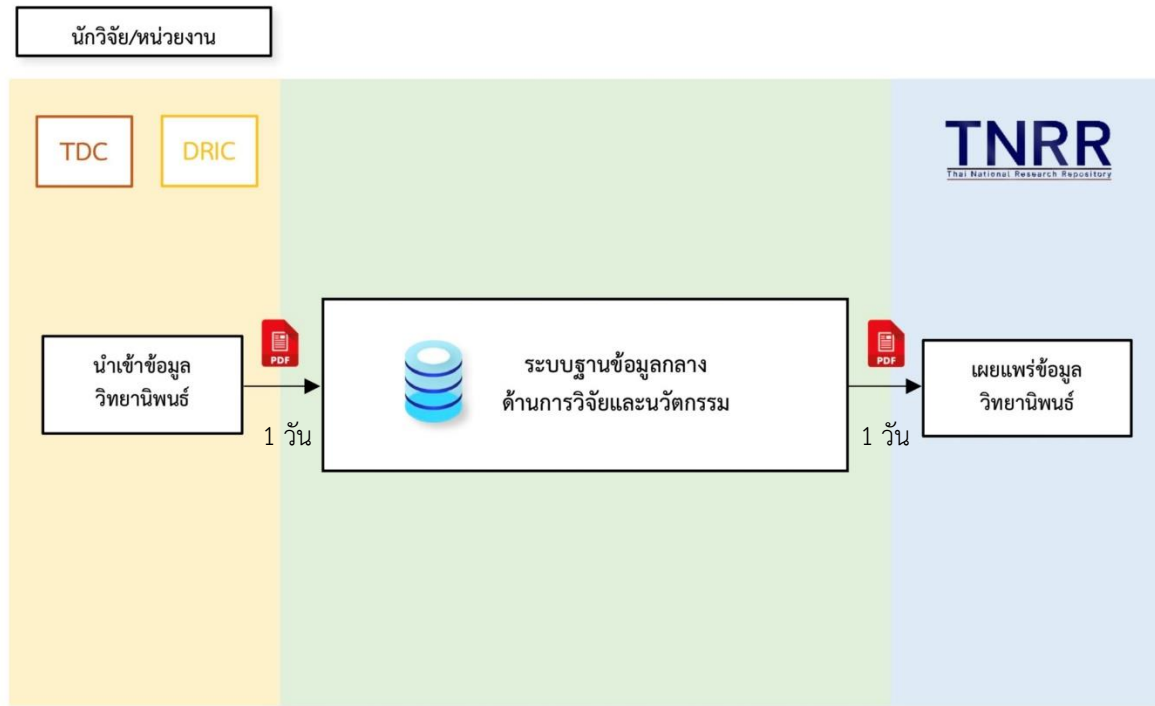 นักวิจัย/หน่วยงาน
TDC
DRIC
TNRR
Thai National Research Repository
นำเข้าข้อมูล
วิทยานิพนธ์
PDF
1 วัน
ระบบฐานข้อมูลกลาง
ด้านการวิจัยและนวัตกรรม
PDF
1 วัน
เผยแพร่ข้อมูล
วิทยานิพนธ์